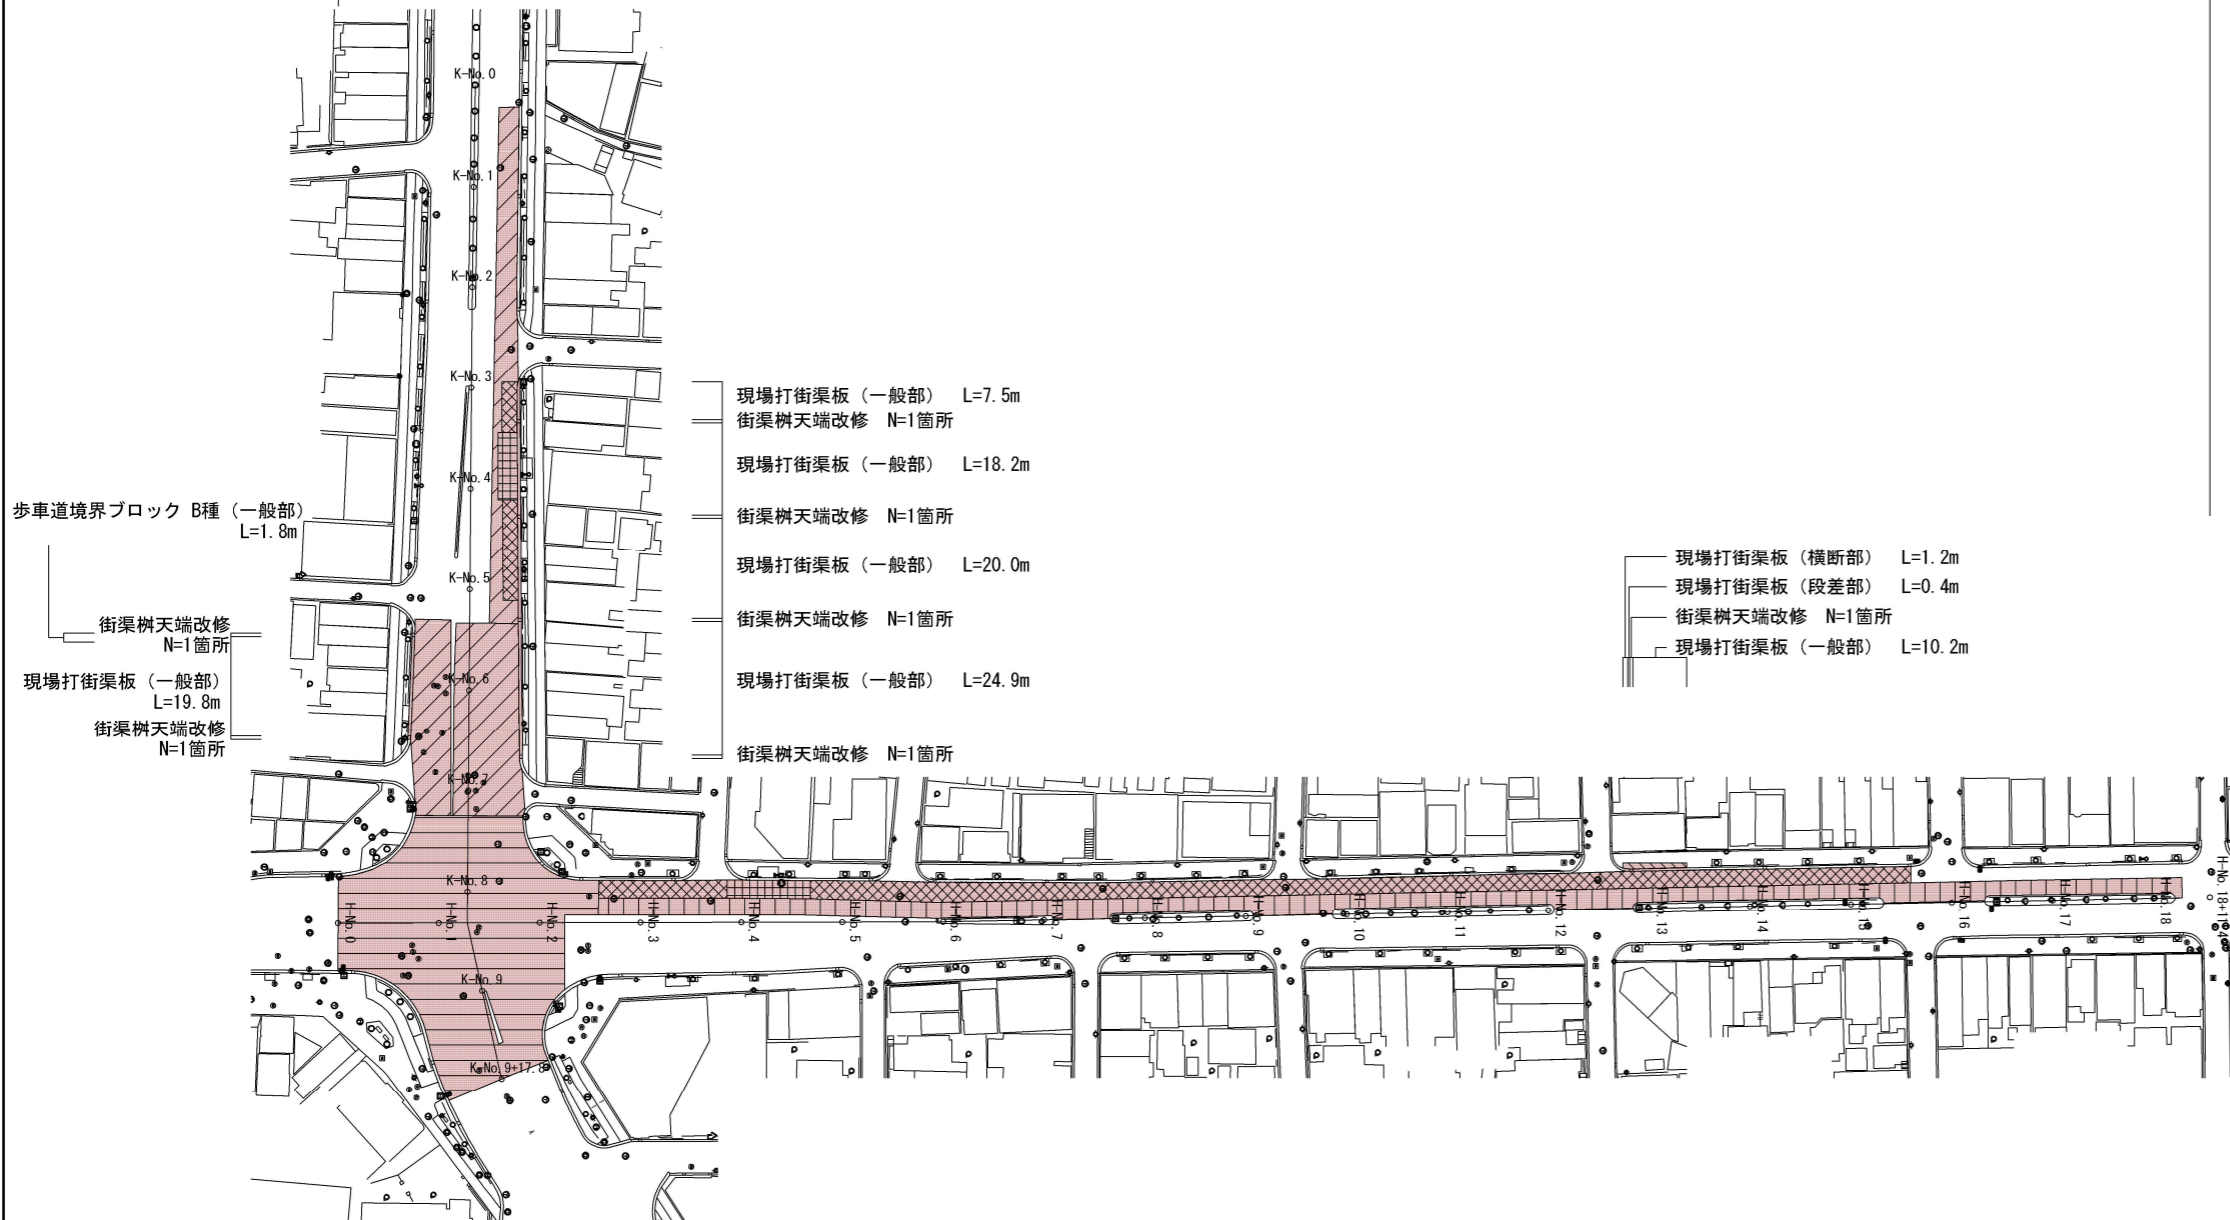 K-No.0
K-No.1
K-No.2
K-No.3
K-No.4
K-No.5
K-No.6
K-No.7
K-No.8
K-No.9
K-No.9+17.8
現場打街渠板（一般部） L=7.5m
街渠桝天端改修 N=1箇所
現場打街渠板（一般部） L=18.2m
街渠桝天端改修 N=1箇所
現場打街渠板（一般部） L=20.0m
街渠桝天端改修 N=1箇所
現場打街渠板（一般部） L=24.9m
街渠桝天端改修 N=1箇所
歩車道境界ブロック B種（一般部）
L=1.8m
街渠桝天端改修
N=1箇所
現場打街渠板（一般部）
L=19.8m
街渠桝天端改修
N=1箇所
現場打街渠板（横断部） L=1.2m
現場打街渠板（段差部） L=0.4m
街渠桝天端改修 N=1箇所
現場打街渠板（一般部） L=10.2m
H-No.0
H-No.1
H-No.2
H-No.3
H-No.4
H-No.5
H-No.6
H-No.7
H-No.8
H-No.9
H-No.10
H-No.11
H-No.12
H-No.13
H-No.14
H-No.15
H-No.16
H-No.17
H-No.18